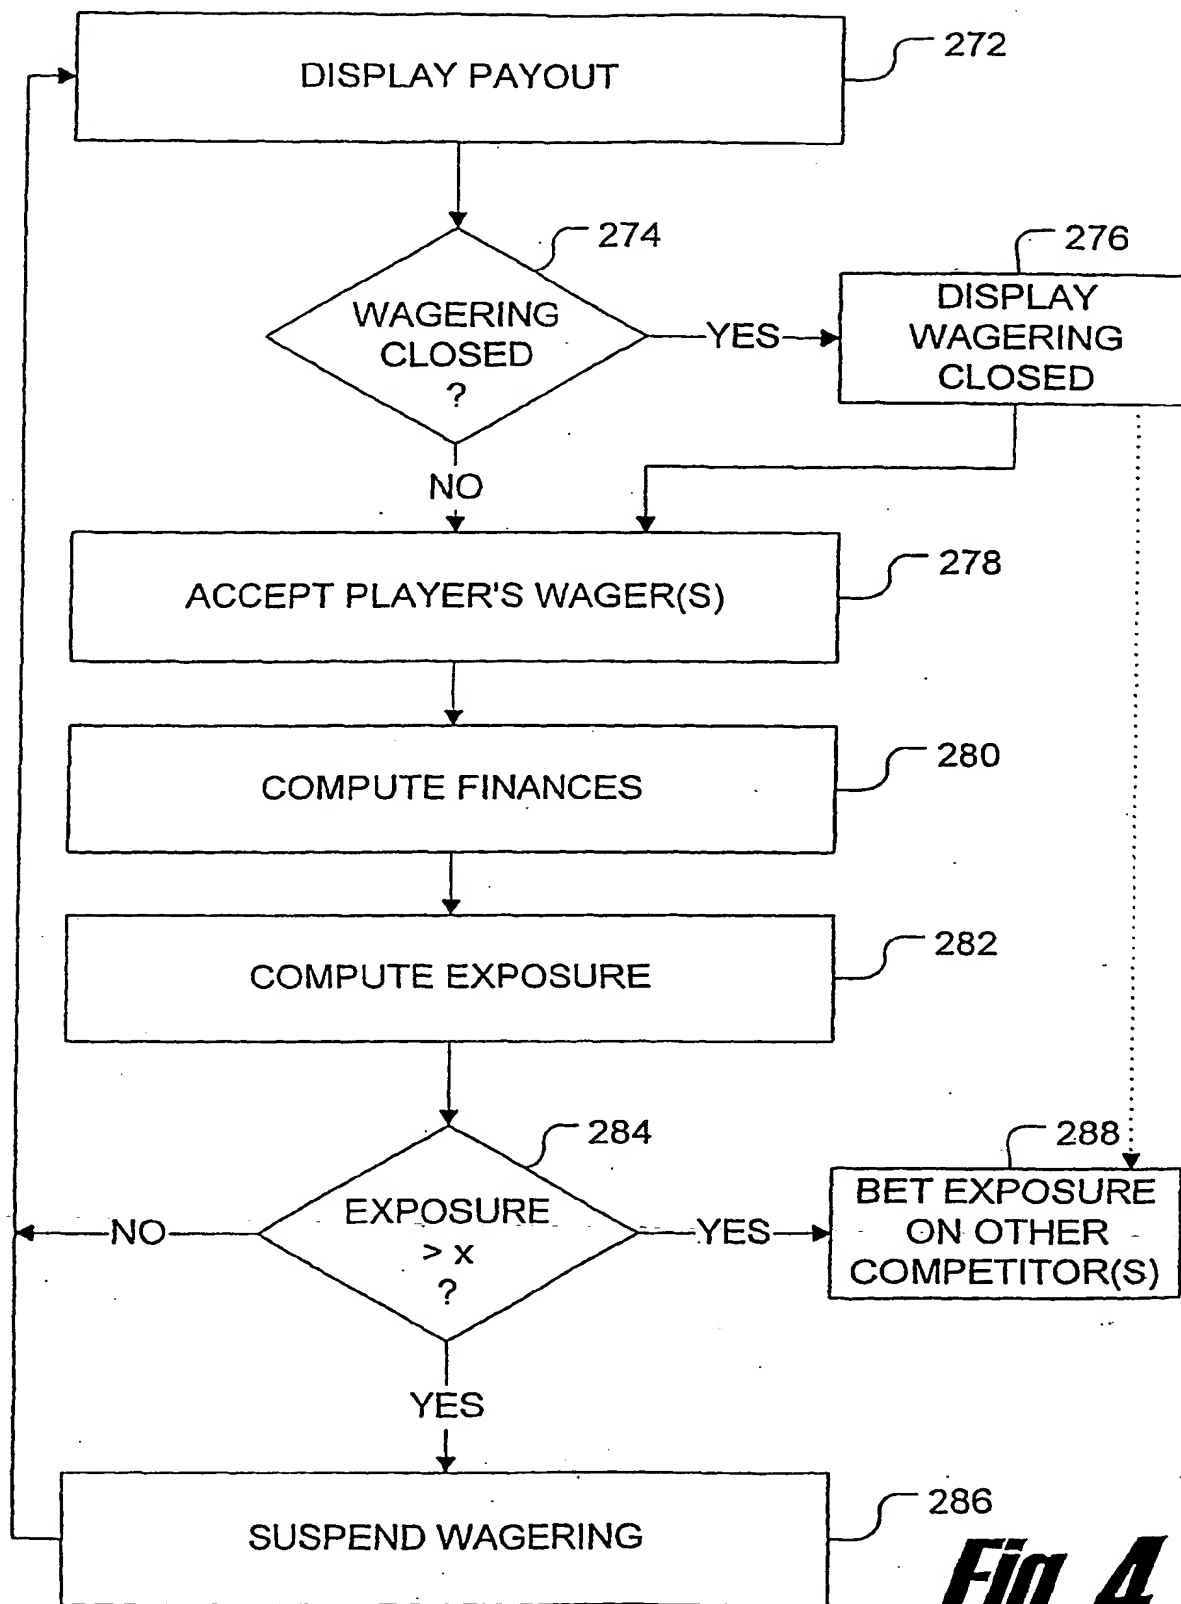 272
DISPLAY PAYOUT
274
276
WAGERING
CLOSED
?
YES
DISPLAY
WAGERING
CLOSED
NO
278
ACCEPT PLAYER'S WAGER(S)
280
COMPUTE FINANCES
282
COMPUTE EXPOSURE
284
288
EXPOSURE
> x
?
NO
YES
BET EXPOSURE
ON OTHER
COMPETITOR(S)
YES
286
SUSPEND WAGERING
Fig 4